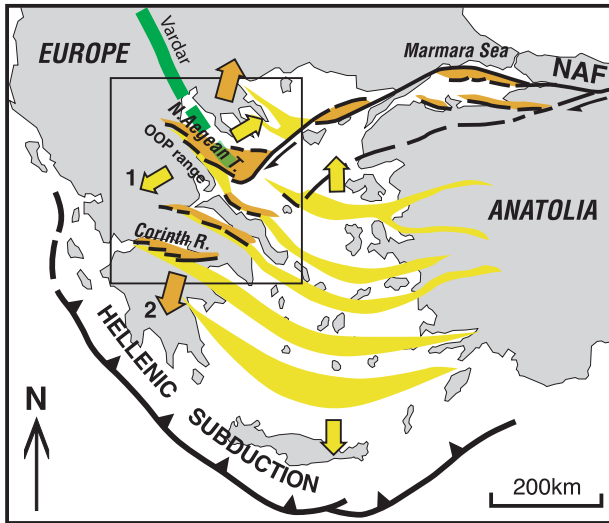 EUROPE
Vardar
Marmara Sea
NAF
N.Aegean T.
OOP range
1
ANATOLIA
Corinth R.
2
HELLENIC SUBDUCTION
N
200km